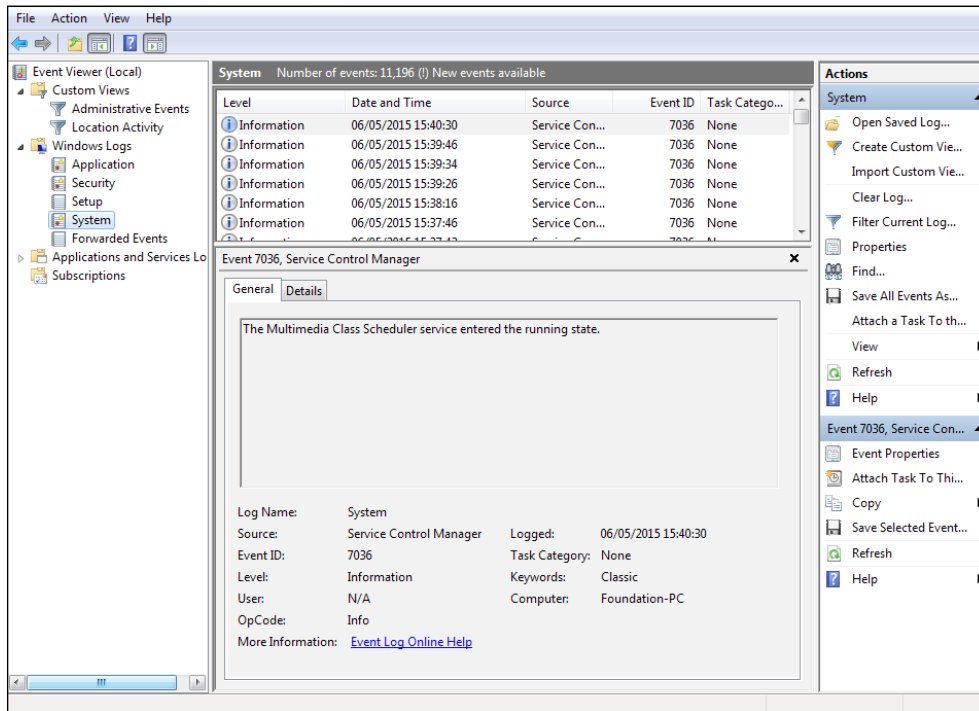 File Action View Help
Event Viewer (Local)
Custom Views
Administrative Events
Location Activity
Windows Logs
Application
Security
Setup
System
Forwarded Events
Applications and Services Lo
Subscriptions
System Number of events: 11,196 (!) New events available
Level Date and Time Source Event ID Task Catego...
Information 06/05/2015 15:40:30 Service Con... 7036 None
Information 06/05/2015 15:39:46 Service Con... 7036 None
Information 06/05/2015 15:39:34 Service Con... 7036 None
Information 06/05/2015 15:39:26 Service Con... 7036 None
Information 06/05/2015 15:38:16 Service Con... 7036 None
Information 06/05/2015 15:37:46 Service Con... 7036 None
Event 7036, Service Control Manager
General Details
The Multimedia Class Scheduler service entered the running state.
Log Name: System
Source: Service Control Manager Logged: 06/05/2015 15:40:30
Event ID: 7036 Task Category: None
Level: Information Keywords: Classic
User: N/A Computer: Foundation-PC
OpCode: Info
More Information: Event Log Online Help
Actions
System
Open Saved Log...
Create Custom Vie...
Import Custom Vie...
Clear Log...
Filter Current Log...
Properties
Find...
Save All Events As...
Attach a Task To th...
View
Refresh
Help
Event 7036, Service Con...
Event Properties
Attach Task To Thi...
Copy
Save Selected Event...
Refresh
Help